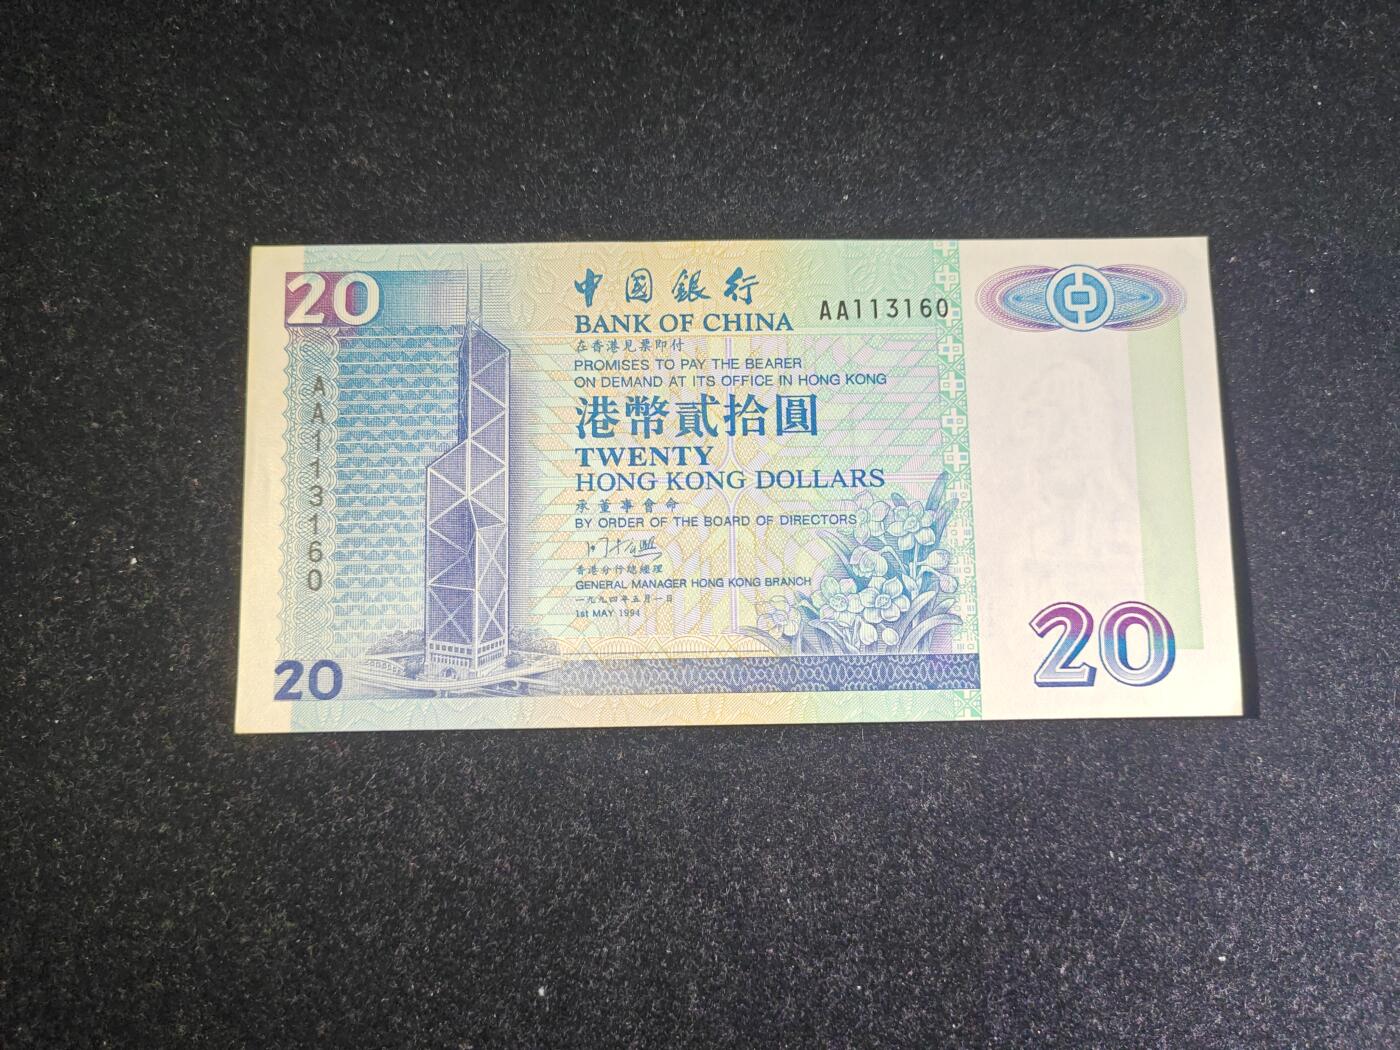 20
中國銀行
BANK OF CHINA
AA113160
在香港見票即付
PROMISES TO PAY THE BEARER
ON DEMAND AT ITS OFFICE IN HONG KONG
港幣貳拾圓
TWENTY
HONG KONG DOLLARS
承董事會命
BY ORDER OF THE BOARD OF DIRECTORS
香港分行總經理
GENERAL MANAGER HONG KONG BRANCH
一九九四年五月一日
1st MAY 1994
AA113160
20
20